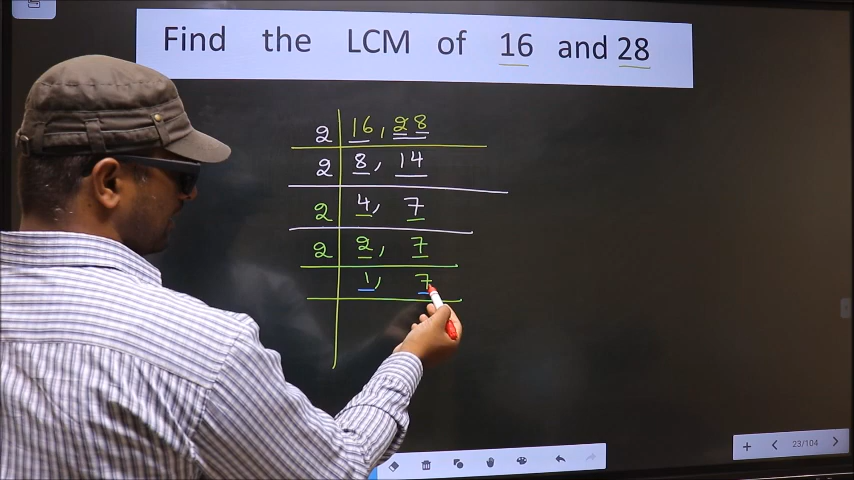 Find the LCM of 16 and 28
2 16, 28
2 8, 14
2 4, 7
2 2, 7
1, 7
23/104